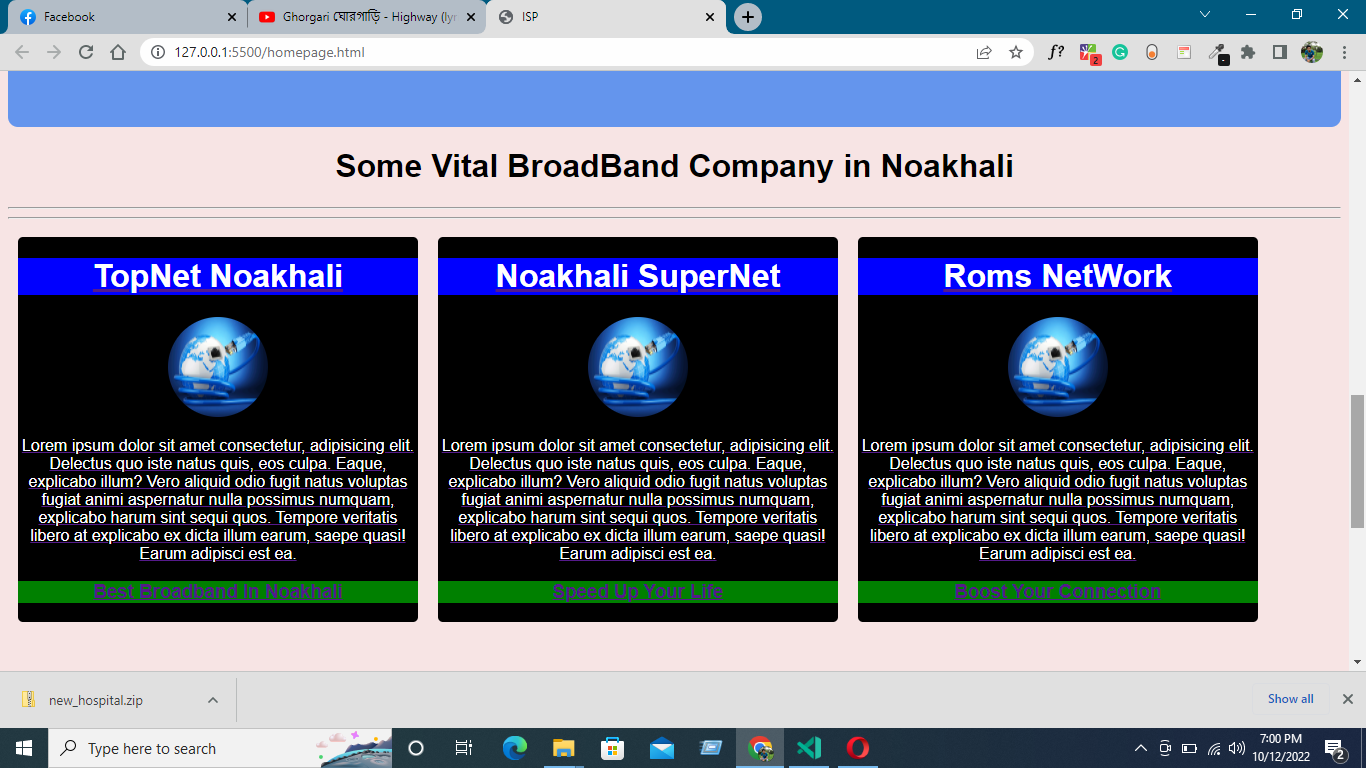 Facebook
Ghorgari ঘোরগাড়ি - Highway (lyr
ISP
127.0.0.1:5500/homepage.html
f?
2
Some Vital BroadBand Company in Noakhali
TopNet Noakhali
Lorem ipsum dolor sit amet consectetur, adipisicing elit.
Delectus quo iste natus quis, eos culpa. Eaque,
explicabo illum? Vero aliquid odio fugit natus voluptas
fugiat animi aspernatur nulla possimus numquam,
explicabo harum sint sequi quos. Tempore veritatis
libero at explicabo ex dicta illum earum, saepe quasi!
Earum adipisci est ea.
Best Broadband In Noakhali
Noakhali SuperNet
Lorem ipsum dolor sit amet consectetur, adipisicing elit.
Delectus quo iste natus quis, eos culpa. Eaque,
explicabo illum? Vero aliquid odio fugit natus voluptas
fugiat animi aspernatur nulla possimus numquam,
explicabo harum sint sequi quos. Tempore veritatis
libero at explicabo ex dicta illum earum, saepe quasi!
Earum adipisci est ea.
Speed Up Your Life
Roms NetWork
Lorem ipsum dolor sit amet consectetur, adipisicing elit.
Delectus quo iste natus quis, eos culpa. Eaque,
explicabo illum? Vero aliquid odio fugit natus voluptas
fugiat animi aspernatur nulla possimus numquam,
explicabo harum sint sequi quos. Tempore veritatis
libero at explicabo ex dicta illum earum, saepe quasi!
Earum adipisci est ea.
Boost Your Connection
new_hospital.zip
Show all
Type here to search
7:00 PM
10/12/2022
2